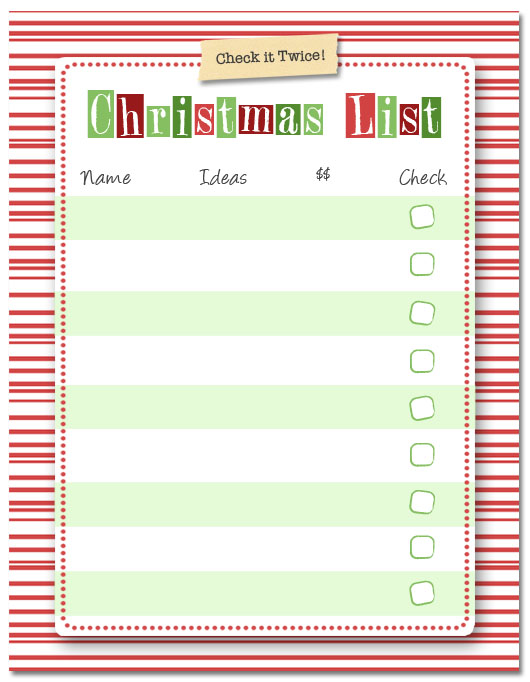 Check it Twice!
Christmas List
Name Ideas $$ Check